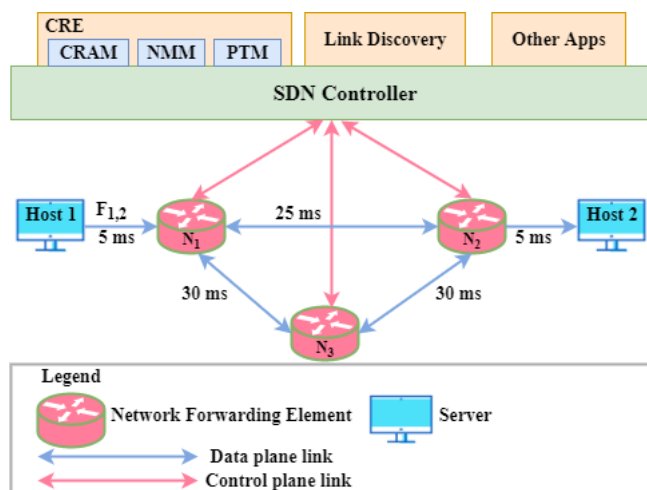 CRE
CRAM NMM PTM
Link Discovery
Other Apps
SDN Controller
Host 1
F1,2
5 ms
N1
25 ms
N2
5 ms
Host 2
30 ms
30 ms
N3
Legend
Network Forwarding Element
Server
Data plane link
Control plane link